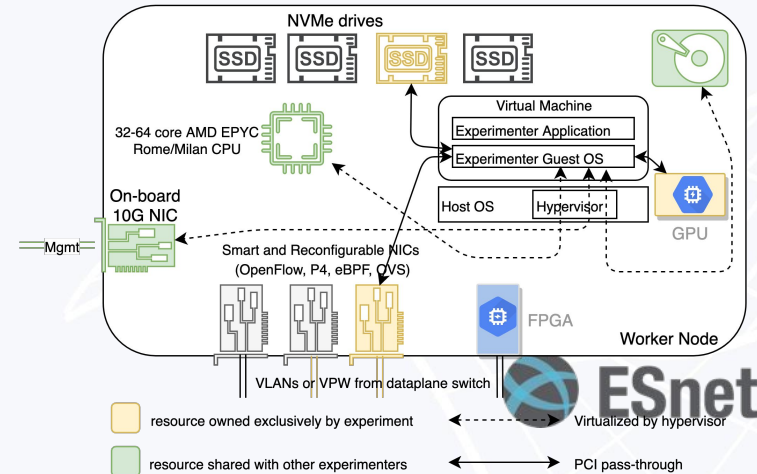 NVMe drives
SSD
SSD
SSD
SSD
32-64 core AMD EPYC
Rome/Milan CPU
Virtual Machine
Experimenter Application
Experimenter Guest OS
Host OS
Hypervisor
GPU
On-board
10G NIC
Mgmt
Smart and Reconfigurable NICs
(OpenFlow, P4, eBPF, OVS)
FPGA
Worker Node
VLANs or VPW from dataplane switch
ESnet
resource owned exclusively by experiment
Virtualized by hypervisor
resource shared with other experimenters
PCI pass-through